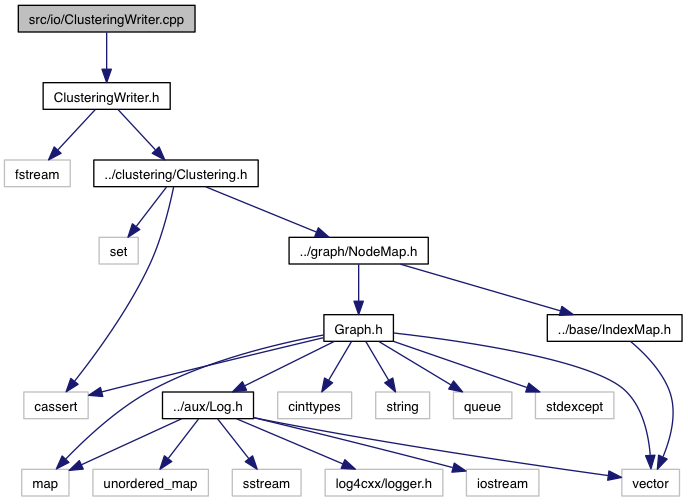 src/io/ClusteringWriter.cpp
ClusteringWriter.h
fstream
../clustering/Clustering.h
set
../graph/NodeMap.h
Graph.h
../base/IndexMap.h
cassert
../aux/Log.h
cinttypes
string
queue
stdexcept
map
unordered_map
sstream
log4cxx/logger.h
iostream
vector